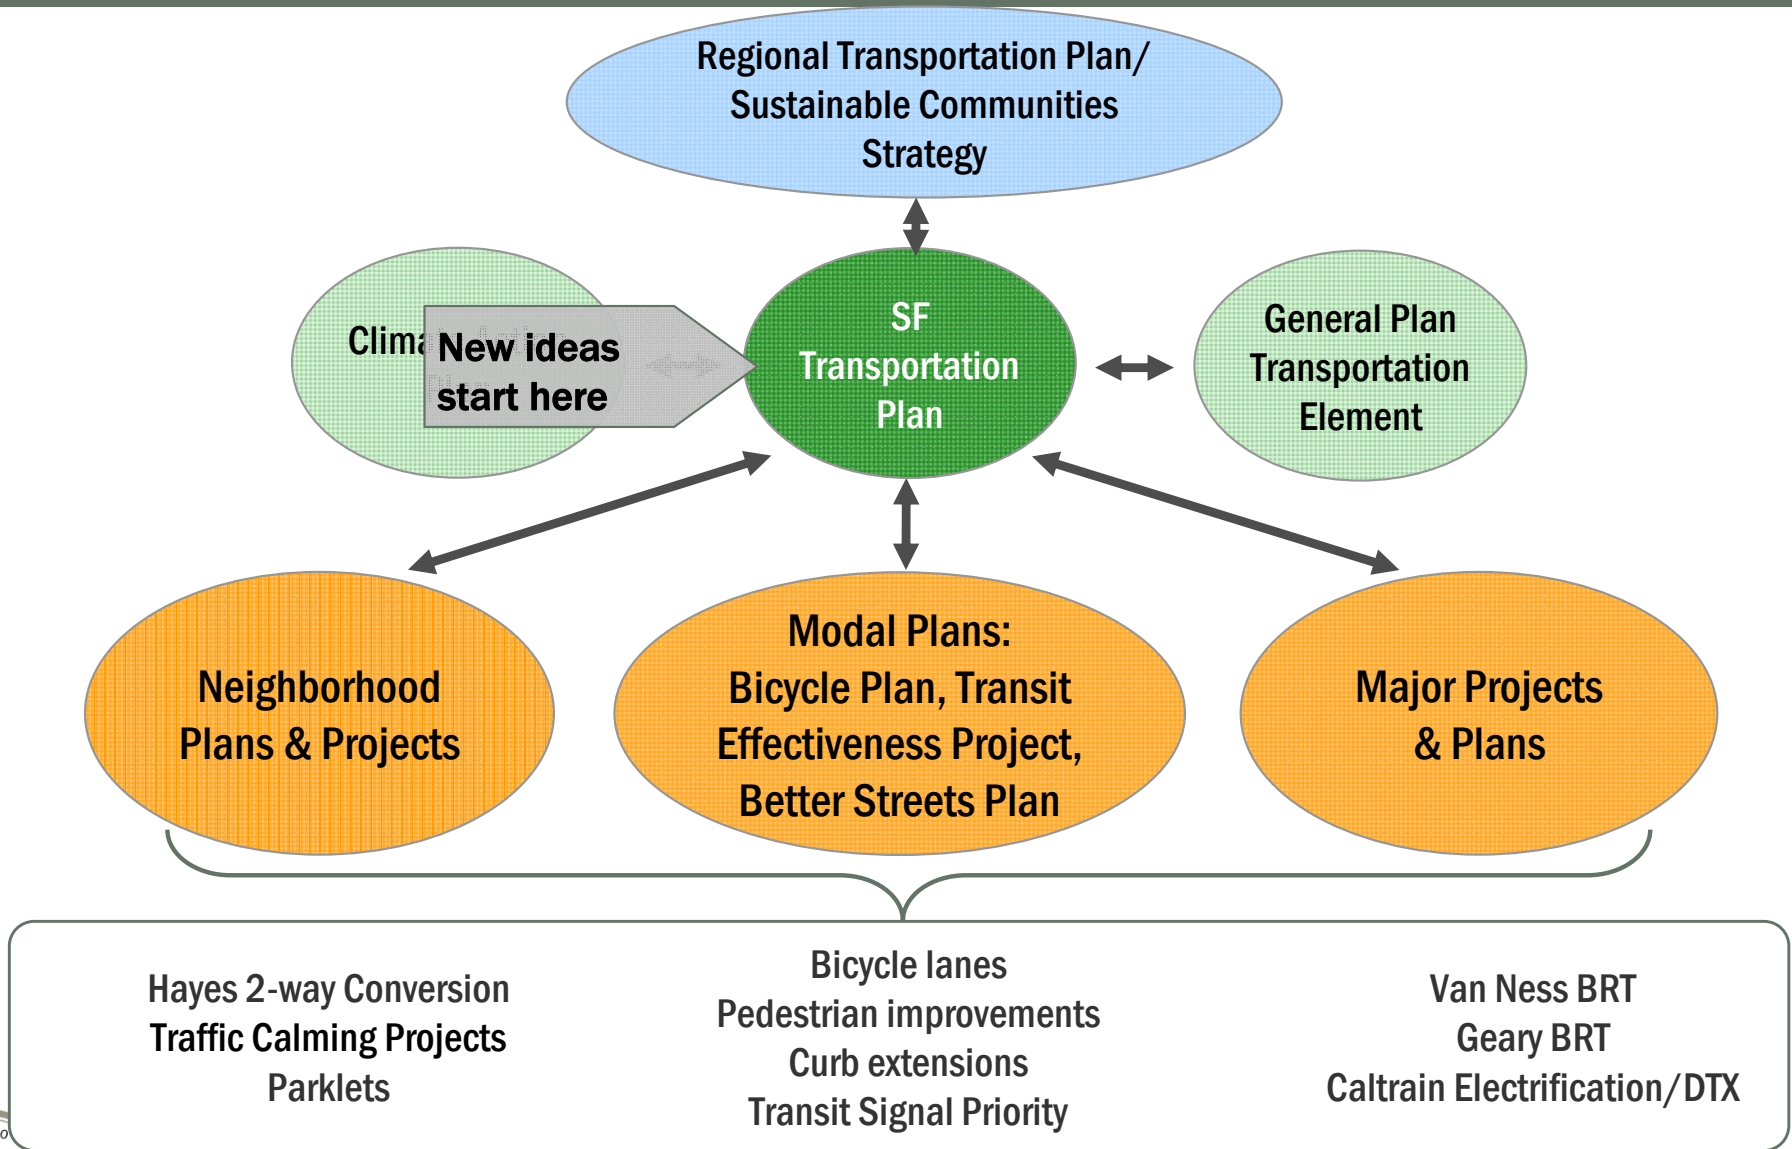 Regional Transportation Plan/
Sustainable Communities
Strategy
SF
Transportation
Plan
New ideas
start here
General Plan
Transportation
Element
Neighborhood
Plans & Projects
Modal Plans:
Bicycle Plan, Transit
Effectiveness Project,
Better Streets Plan
Major Projects
& Plans
Hayes 2-way Conversion
Traffic Calming Projects
Parklets
Bicycle lanes
Pedestrian improvements
Curb extensions
Transit Signal Priority
Van Ness BRT
Geary BRT
Caltrain Electrification/DTX